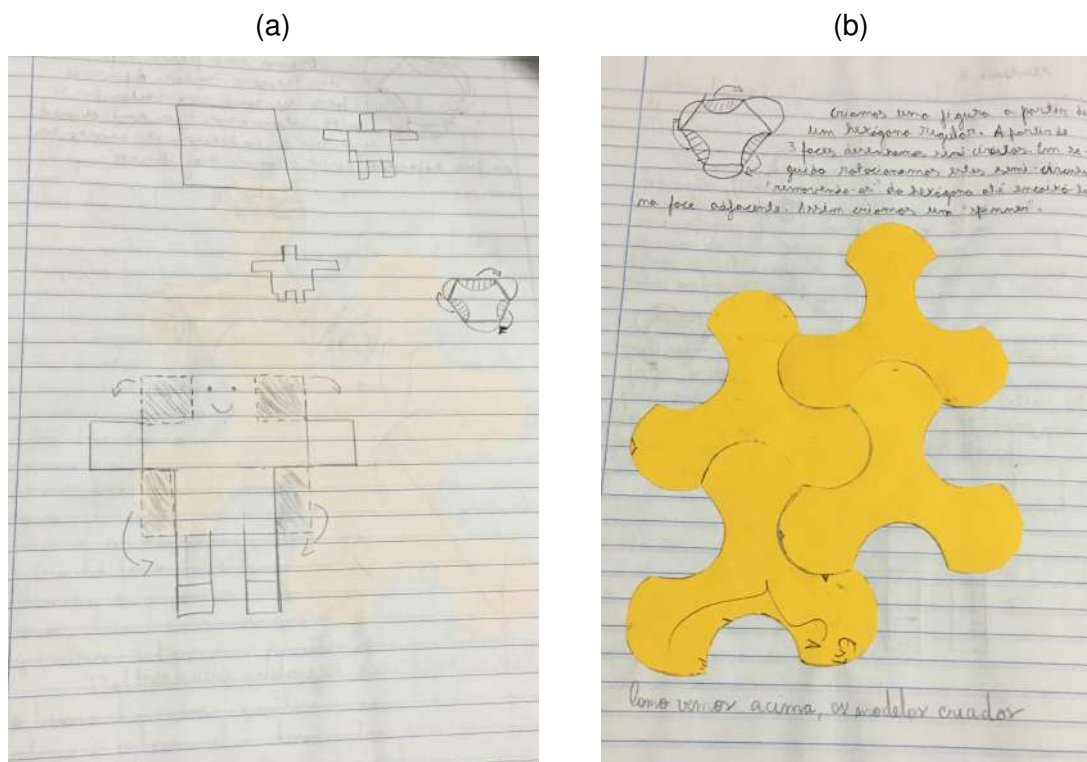 (a)
(b)
Criamos uma figura a partir de
um hexágono regular. A partir de
3 faces desenhamos semi-círculos. Em se-
guida rotacionamos estes semi-círculos
"removendo-os" do hexágono até encaixá-lo
na face adjacente. Assim criamos um "spinner".
Como vimos acima, os modelos criados